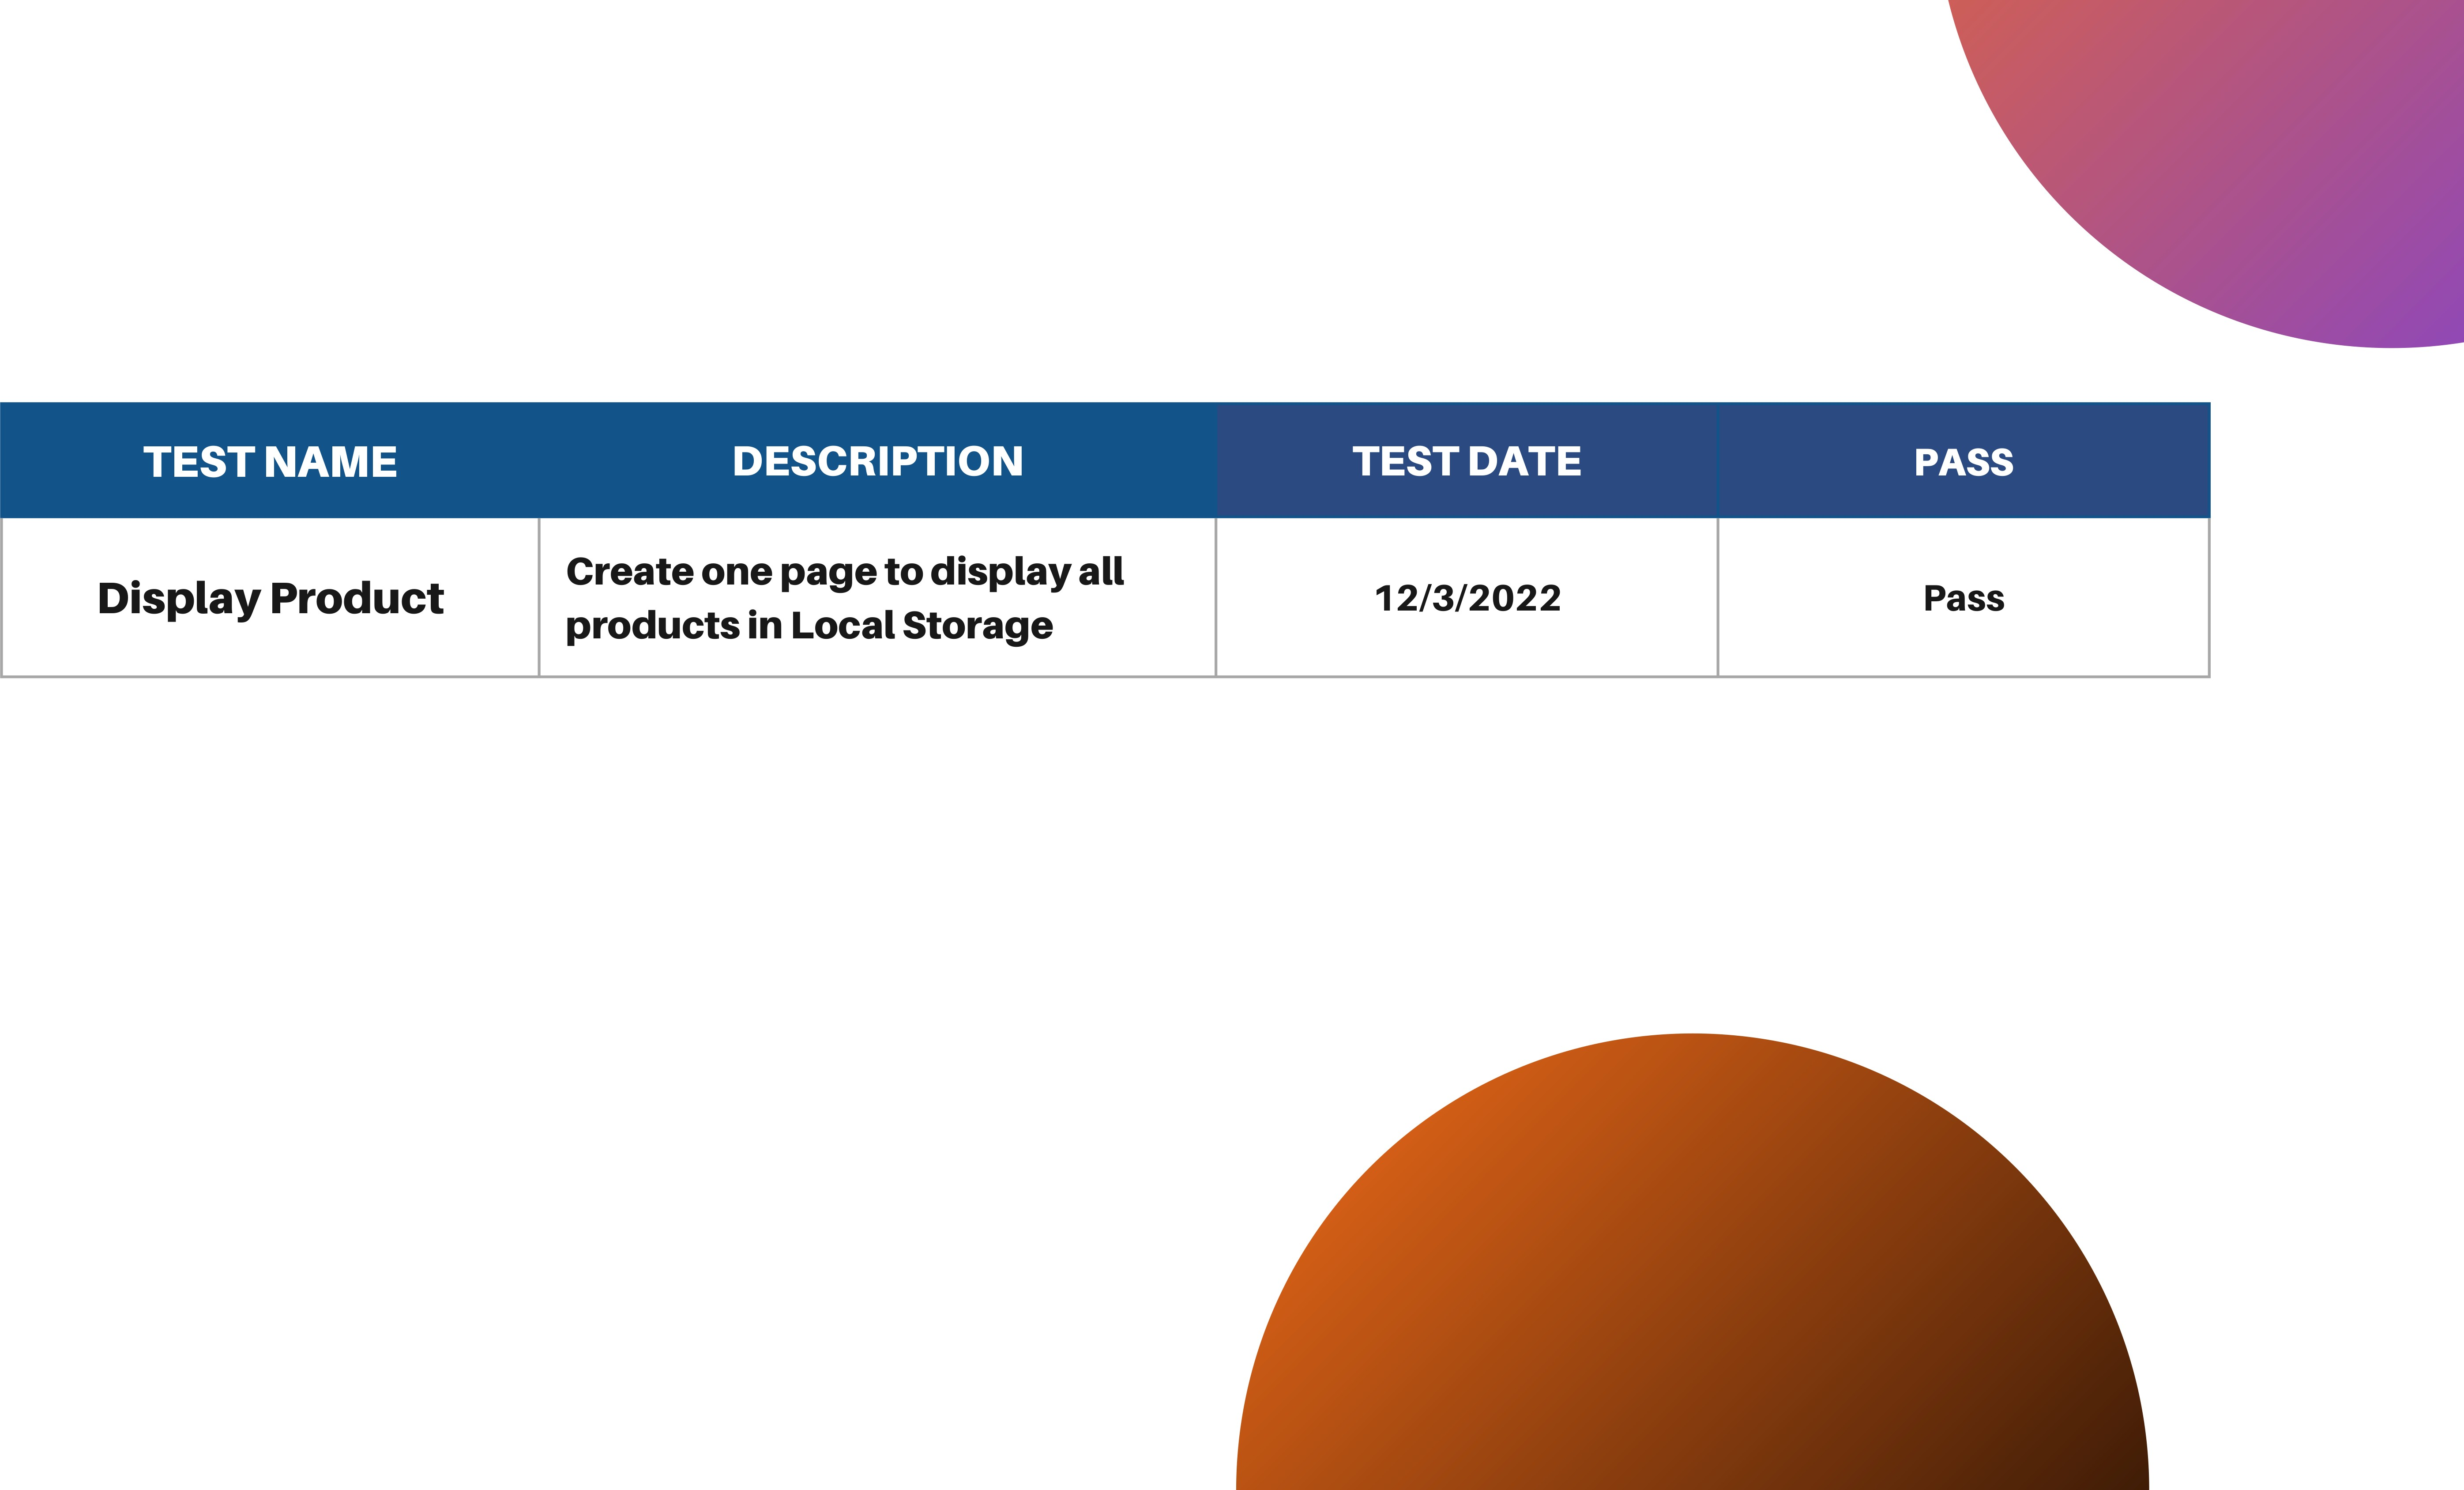 TEST NAME DESCRIPTION TEST DATE PASS
Display Product
Create one page to display all
products in Local Storage
12/3/2022
Pass